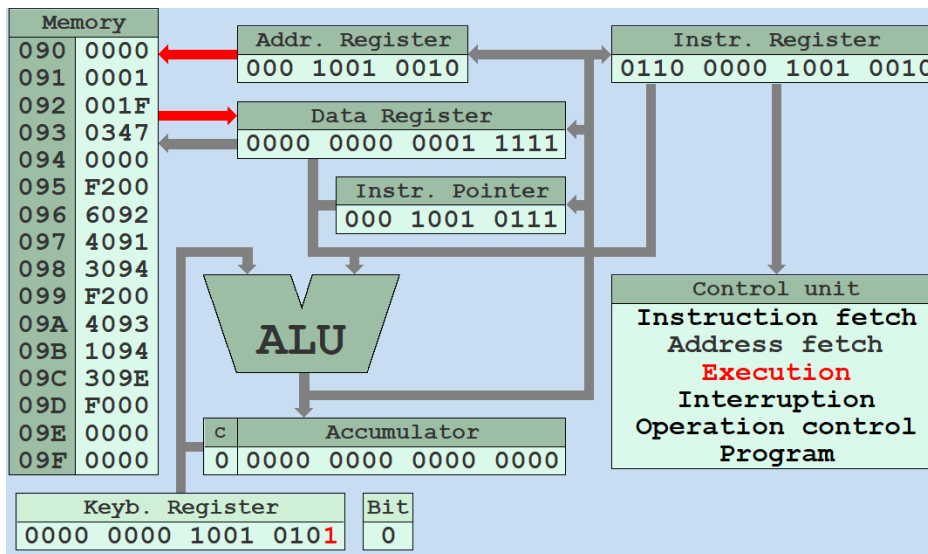 Memory
090 0000
091 0001
092 001F
093 0347
094 0000
095 F200
096 6092
097 4091
098 3094
099 F200
09A 4093
09B 1094
09C 309E
09D F000
09E 0000
09F 0000
Addr. Register
000 1001 0010
Instr. Register
0110 0000 1001 0010
Data Register
0000 0000 0001 1111
Instr. Pointer
000 1001 0111
ALU
Control unit
Instruction fetch
Address fetch
Execution
Interruption
Operation control
Program
C Accumulator
0 0000 0000 0000 0000
Keyb. Register
0000 0000 1001 0101
Bit
0